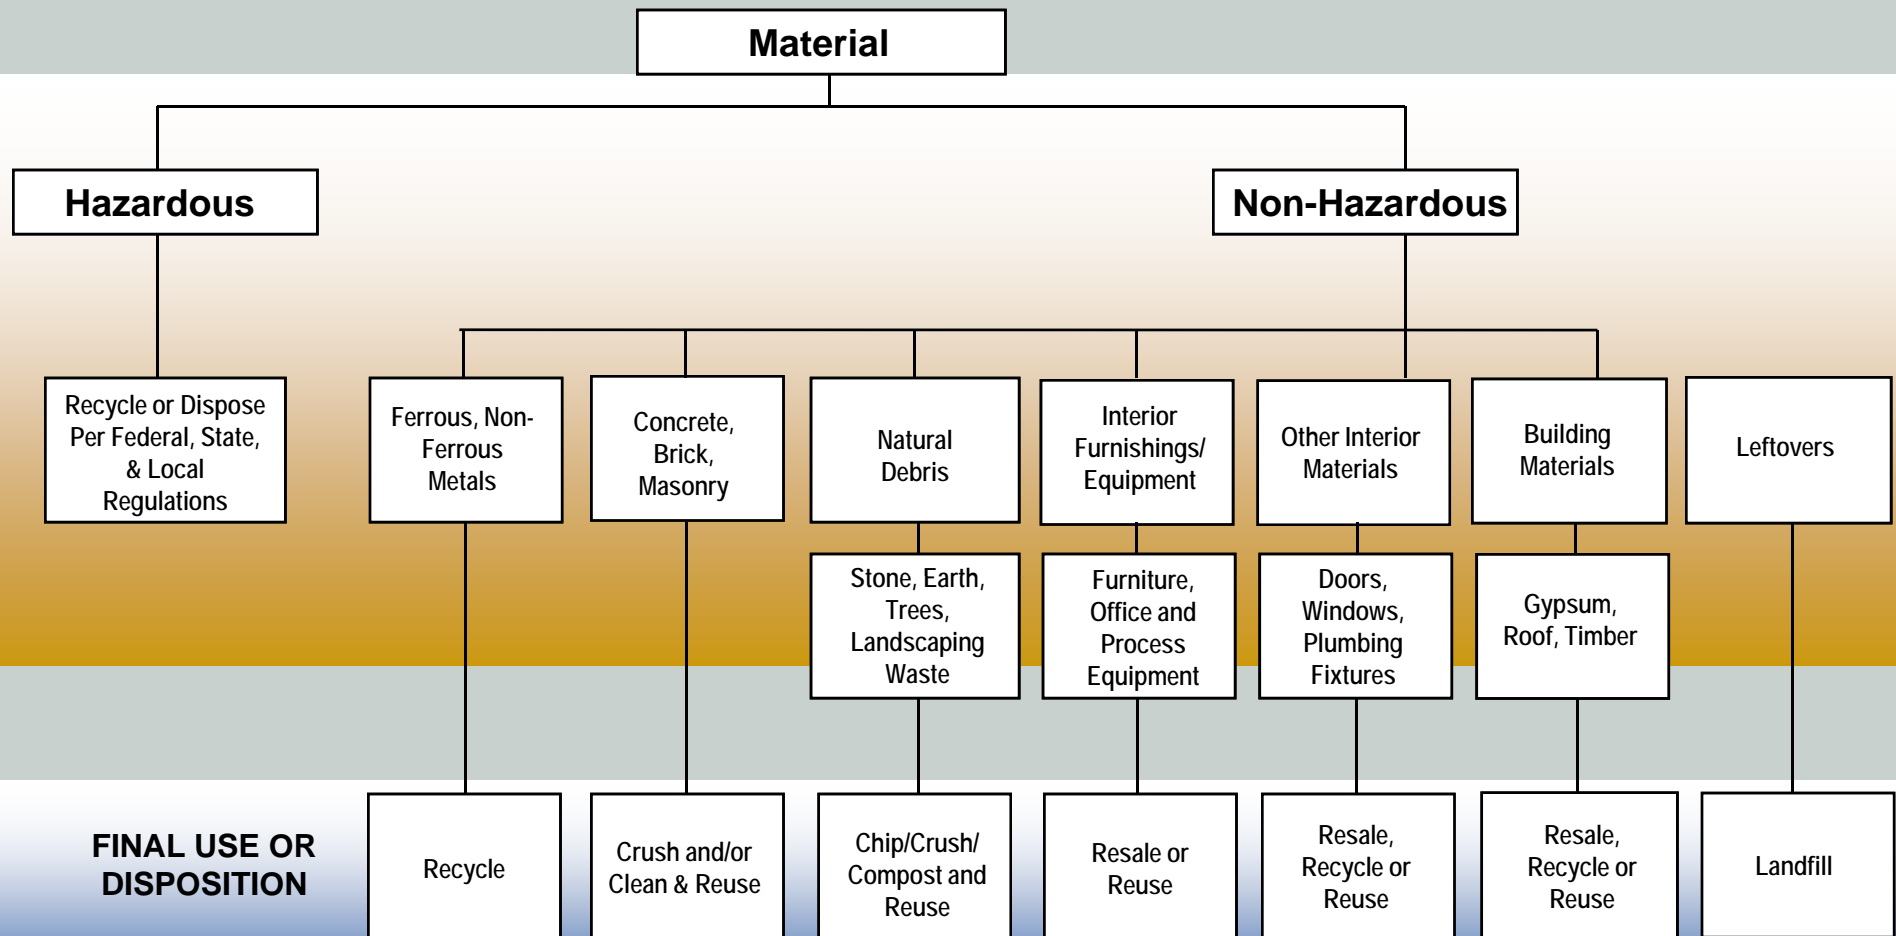 Material
Hazardous
Non-Hazardous
Recycle or Dispose
Per Federal, State,
& Local
Regulations
Ferrous, Non-
Ferrous
Metals
Concrete,
Brick,
Masonry
Natural
Debris
Interior
Furnishings/
Equipment
Other Interior
Materials
Building
Materials
Leftovers
Stone, Earth,
Trees,
Landscaping
Waste
Furniture,
Office and
Process
Equipment
Doors,
Windows,
Plumbing
Fixtures
Gypsum,
Roof, Timber
FINAL USE OR
DISPOSITION
Recycle
Crush and/or
Clean & Reuse
Chip/Crush/
Compost and
Reuse
Resale or
Reuse
Resale,
Recycle or
Reuse
Resale,
Recycle or
Reuse
Landfill